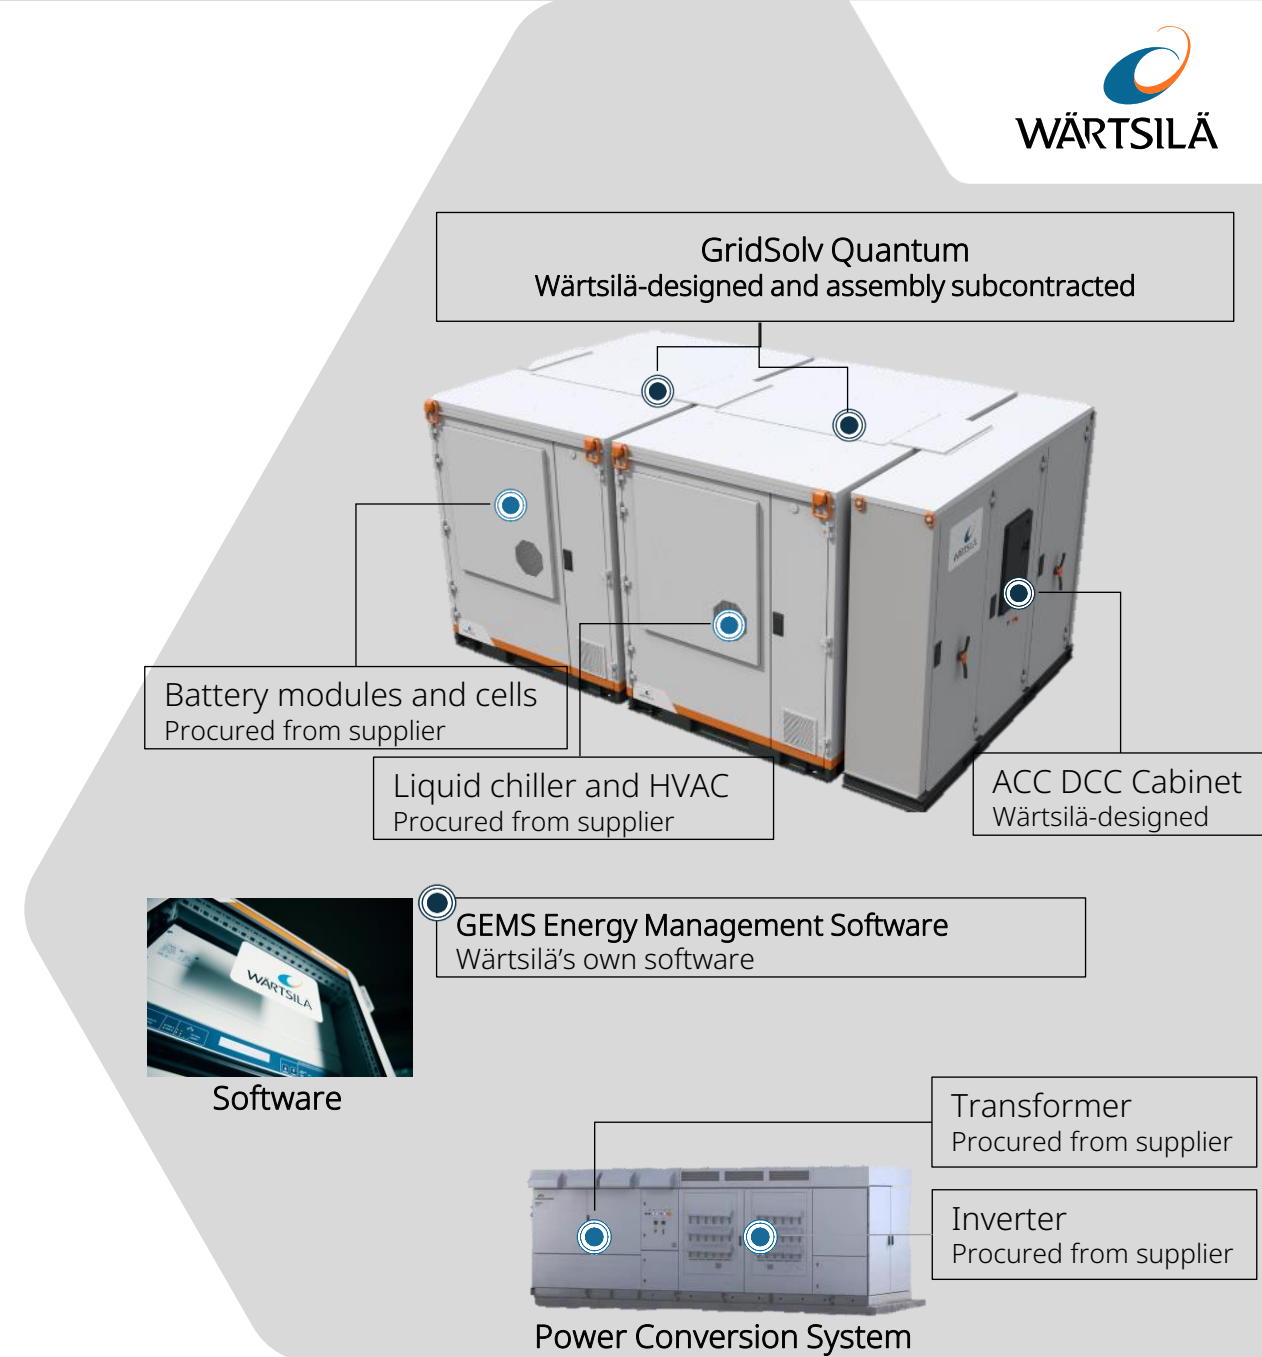 WÄRTSILÄ
GridSolv Quantum
Wärtsilä-designed and assembly subcontracted
WÄRTSILÄ
Battery modules and cells
Procured from supplier
Liquid chiller and HVAC
Procured from supplier
ACC DCC Cabinet
Wärtsilä-designed
GEMS Energy Management Software
Wärtsilä’s own software
WÄRTSILÄ
Software
Transformer
Procured from supplier
Inverter
Procured from supplier
Power Conversion System